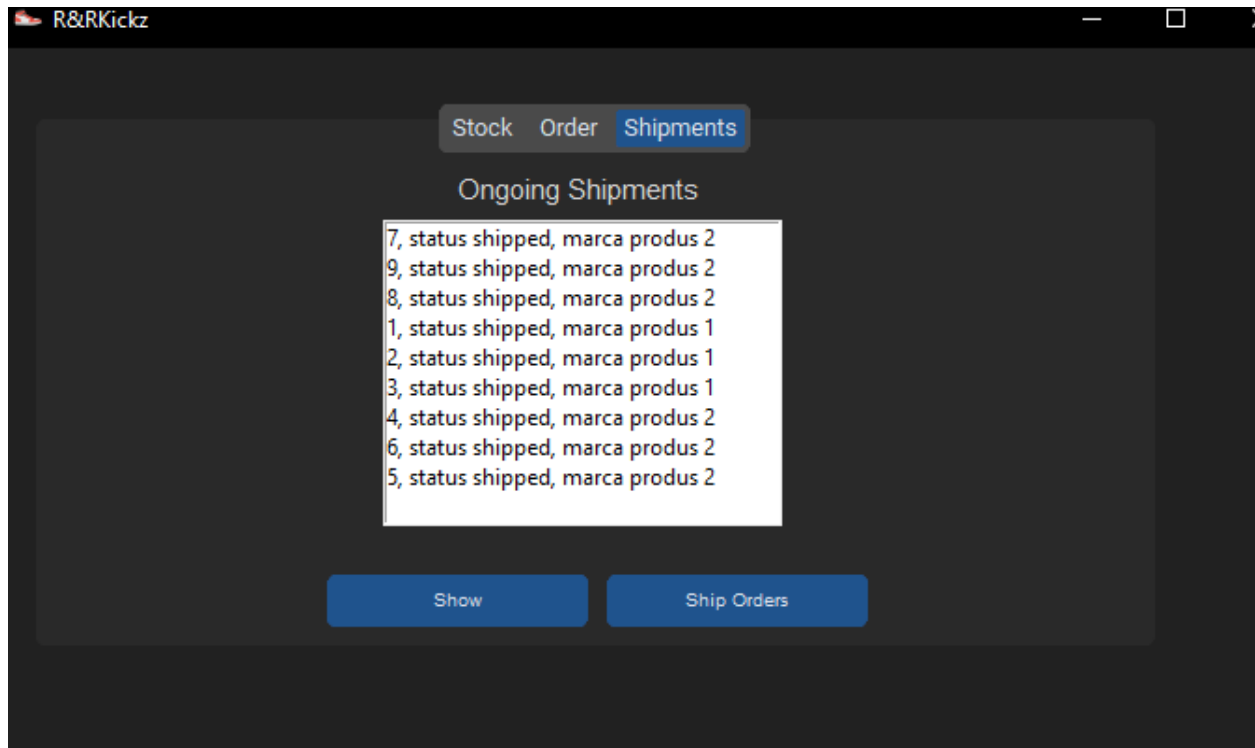 R&RKickz
Stock Order Shipments
Ongoing Shipments
7, status shipped, marca produs 2
9, status shipped, marca produs 2
8, status shipped, marca produs 2
1, status shipped, marca produs 1
2, status shipped, marca produs 1
3, status shipped, marca produs 1
4, status shipped, marca produs 2
6, status shipped, marca produs 2
5, status shipped, marca produs 2
Show Ship Orders